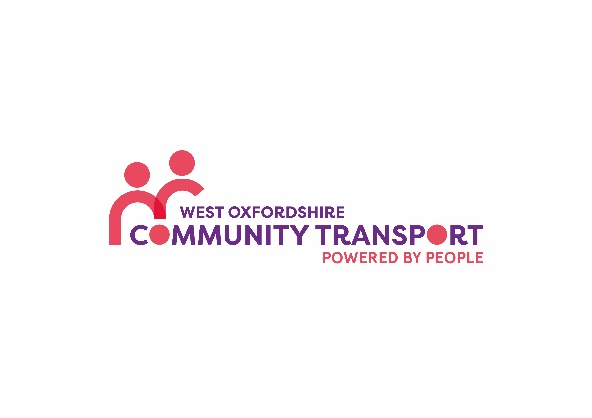 WEST OXFORDSHIRE
COMMUNITY TRANSPORT
POWERED BY PEOPLE